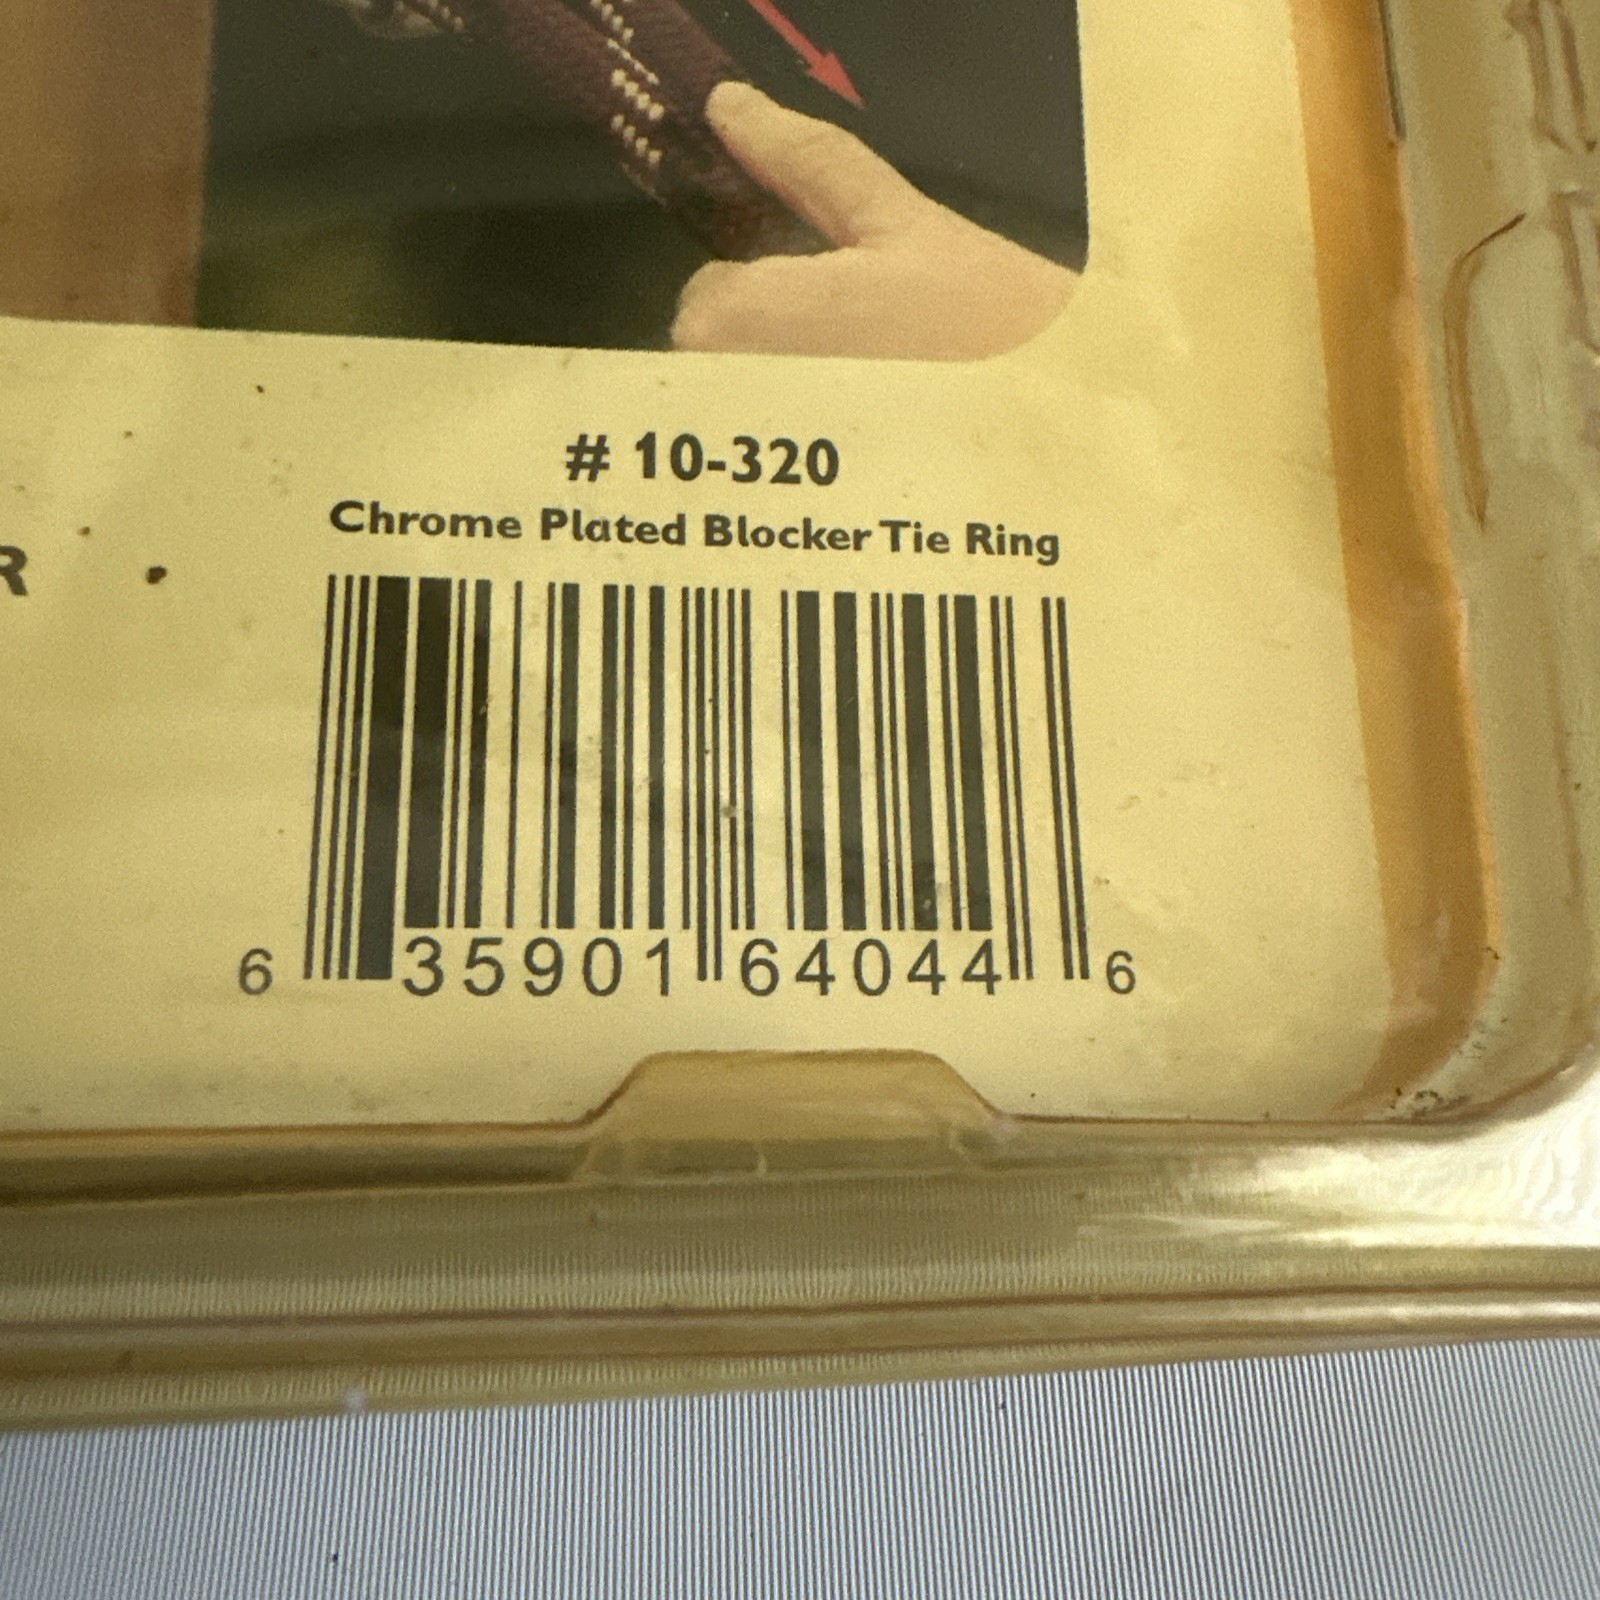 # 10-320
Chrome Plated Blocker Tie Ring
R
6 35901 64044 6